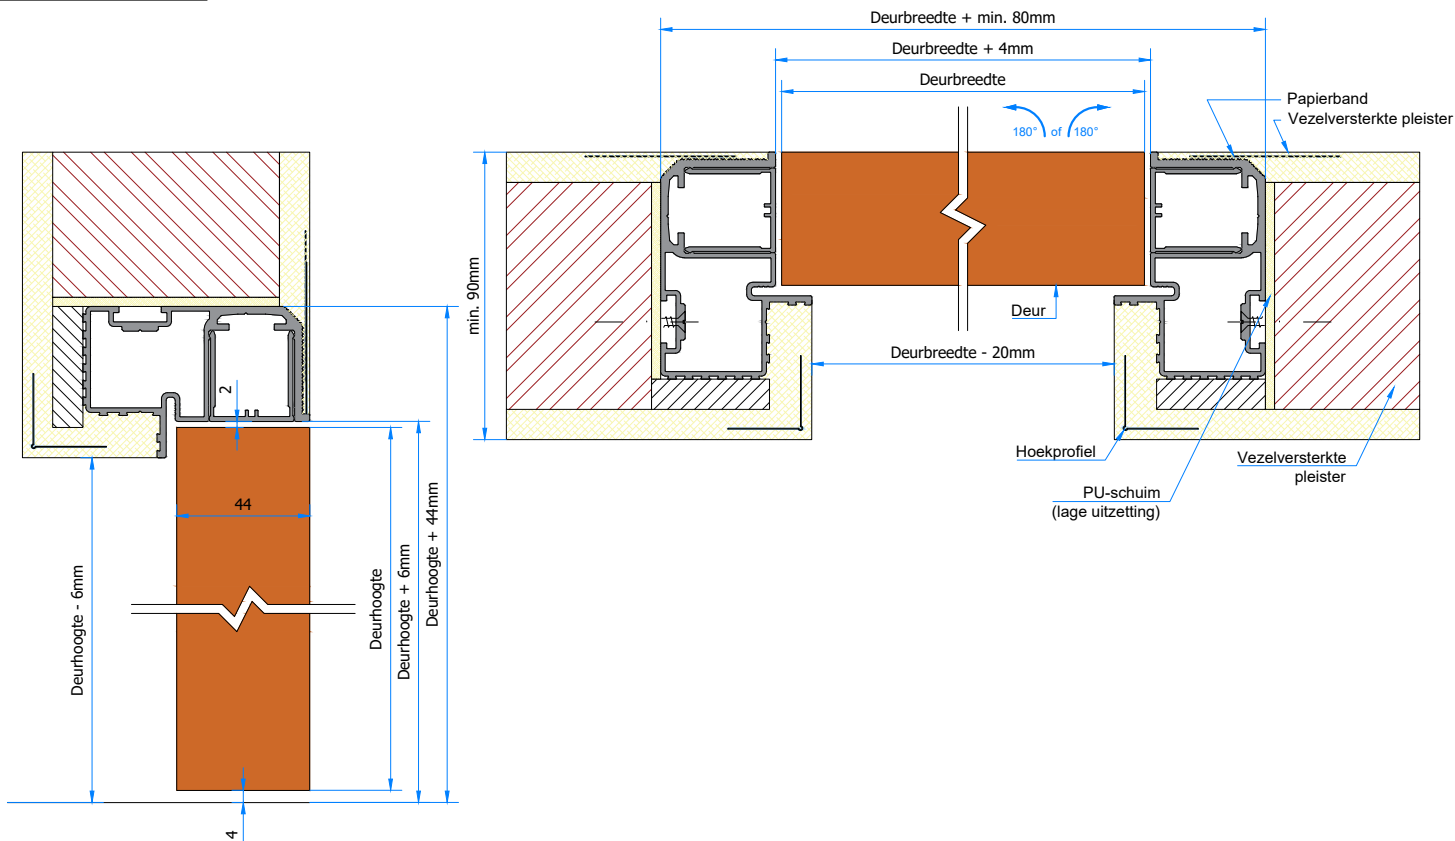 Deurbreedte + min. 80mm
Deurbreedte + 4mm
Deurbreedte
180° of 180°
Papierband
Vezelversterkte pleister
min. 90mm
Deur
Deurbreedte - 20mm
Hoekprofiel
PU-schuim
(lage uitzetting)
Vezelversterkte
pleister
2
44
Deurhoogte - 6mm
Deurhoogte
Deurhoogte + 6mm
Deurhoogte + 44mm
4